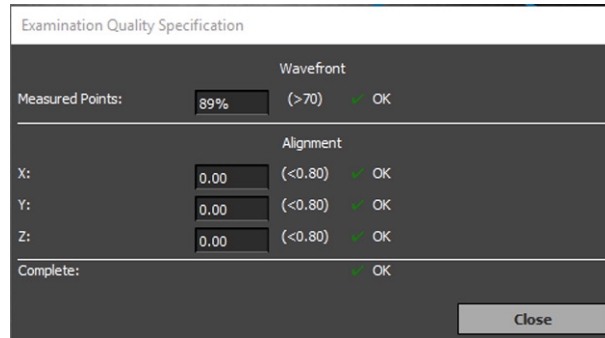 Examination Quality Specification
Wavefront
Measured Points: 89% (>70) ✓ OK
Alignment
X: 0.00 (<0.80) ✓ OK
Y: 0.00 (<0.80) ✓ OK
Z: 0.00 (<0.80) ✓ OK
Complete: ✓ OK
Close